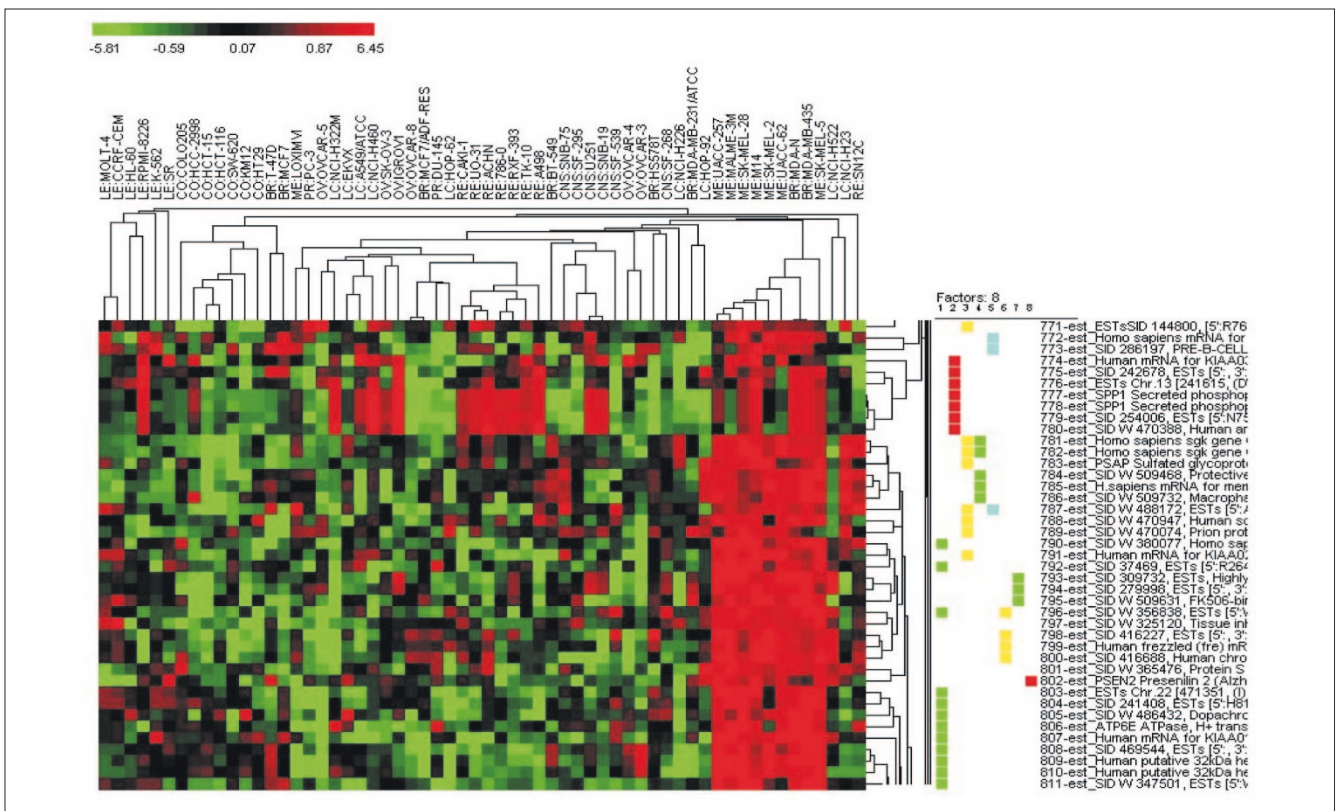 -5.81 -0.59 0.07 0.87 6.45
LE:MOLT-4
LE:CCRF-CEM
LE:HL-60
LE:RPMI-8226
LE:K-562
LE:SR
CO:COLO205
CO:HCC-2998
CO:HCT-15
CO:HCT-116
CO:SW-620
CO:KM12
CO:HT29
BR:T-47D
BR:MCF7
ME:LOXIMVI
PR:PC-3
OV:OVCAR-5
LC:NCI-H322M
LC:EKVX
LC:A549/ATCC
LC:NCI-H460
OV:SK-OV-3
OV:IGROV1
OV:OVCAR-8
BR:MCF7/ADF-RES
PR:DU-145
LC:HOP-62
RE:CAKI-1
RE:UO-31
RE:ACHN
RE:786-0
RE:RXF-393
RE:TK-10
RE:A498
BR:BT-549
CNS:SNB-75
CNS:SF-295
CNS:U251
CNS:SNB-19
CNS:SF-539
OV:OVCAR-4
OV:OVCAR-3
BR:HS578T
CNS:SF-268
LC:NCI-H226
BR:MDA-MB-231/ATCC
LC:HOP-92
ME:UACC-257
ME:MALME-3M
ME:SK-MEL-28
ME:M14
ME:SK-MEL-2
ME:UACC-62
BR:MDA-N
BR:MDA-MB-435
ME:SK-MEL-5
LC:NCI-H522
LC:NCI-H23
RE:SN12C
Factors: 8
1 2 3 4 5 6 7 8
771-est_ESTsSID 144800, [5':R76
772-est_Homo sapiens mRNA for
773-est_SID 286197, PRE-B-CELL
774-est_Human mRNA for KIAA03
775-est_SID 242678, ESTs [5':, 3':
776-est_ESTs Chr.13 [241615, (D
777-est_SPP1 Secreted phosphop
778-est_SPP1 Secreted phosphop
779-est_SID 254006, ESTs [5':N75
780-est_SID W 470388, Human ar
781-est_Homo sapiens sgk gene
782-est_Homo sapiens sgk gene
783-est_PSAP Sulfated glycoprote
784-est_SID W 509468, Protective
785-est_H.sapiens mRNA for men
786-est_SID W 509732, Macropha
787-est_SID W 488172, ESTs [5':
788-est_SID W 470947, Human so
789-est_SID W 470074, Prion prot
790-est_SID W 380077, Homo sap
791-est_Human mRNA for KIAA0
792-est_SID 37469, ESTs [5':R264
793-est_SID 309732, ESTs, Highly
794-est_SID 279998, ESTs [5':, 3':
795-est_SID W 509631, FK506-bin
796-est_SID W 356838, ESTs [5':
797-est_SID W 325120, Tissue inh
798-est_SID 416227, ESTs [5':, 3':
799-est_Human frezzled (fre) mR
800-est_SID 416688, Human chro
801-est_SID W 365476, Protein S
802-est_PSEN2 Presenilin 2 (Alzh
803-est_ESTs Chr.22 [471351, (I)
804-est_SID 241408, ESTs [5':H81
805-est_SID W 486432, Dopachro
806-est_ATP6E ATPase, H+ trans
807-est_Human mRNA for KIAA0
808-est_SID 469544, ESTs [5':, 3':
809-est_Human putative 32kDa he
810-est_Human putative 32kDa he
811-est_SID W 347501, ESTs [5':